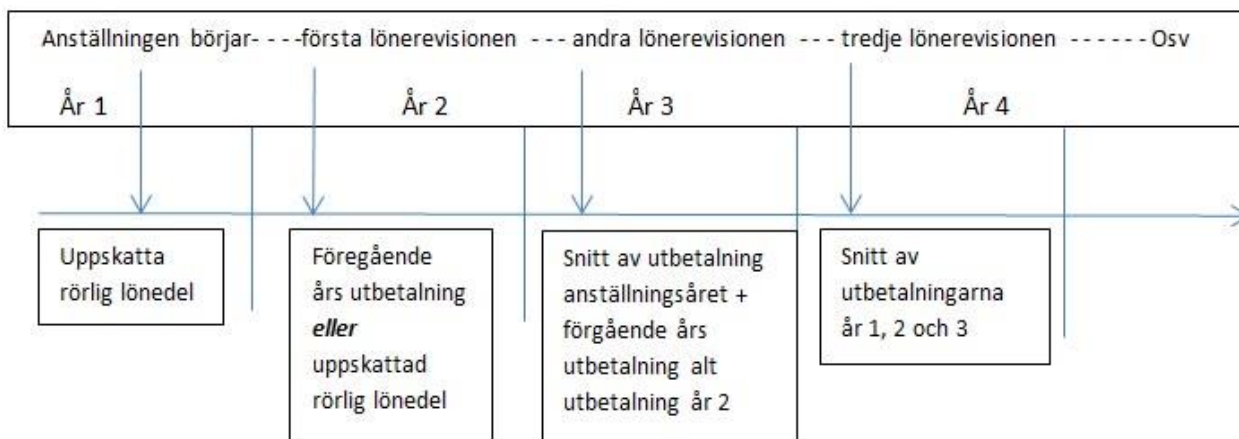 Anställningen börjar- - - -första lönerevisionen - - - andra lönerevisionen - - - tredje lönerevisionen - - - - - - Osv
År 1 År 2 År 3 År 4
Uppskatta
rörlig lönedel
Föregående
års utbetalning
eller
uppskattad
rörlig lönedel
Snitt av utbetalning
anställningsåret +
förgående års
utbetalning alt
utbetalning år 2
Snitt av
utbetalningarna
år 1, 2 och 3